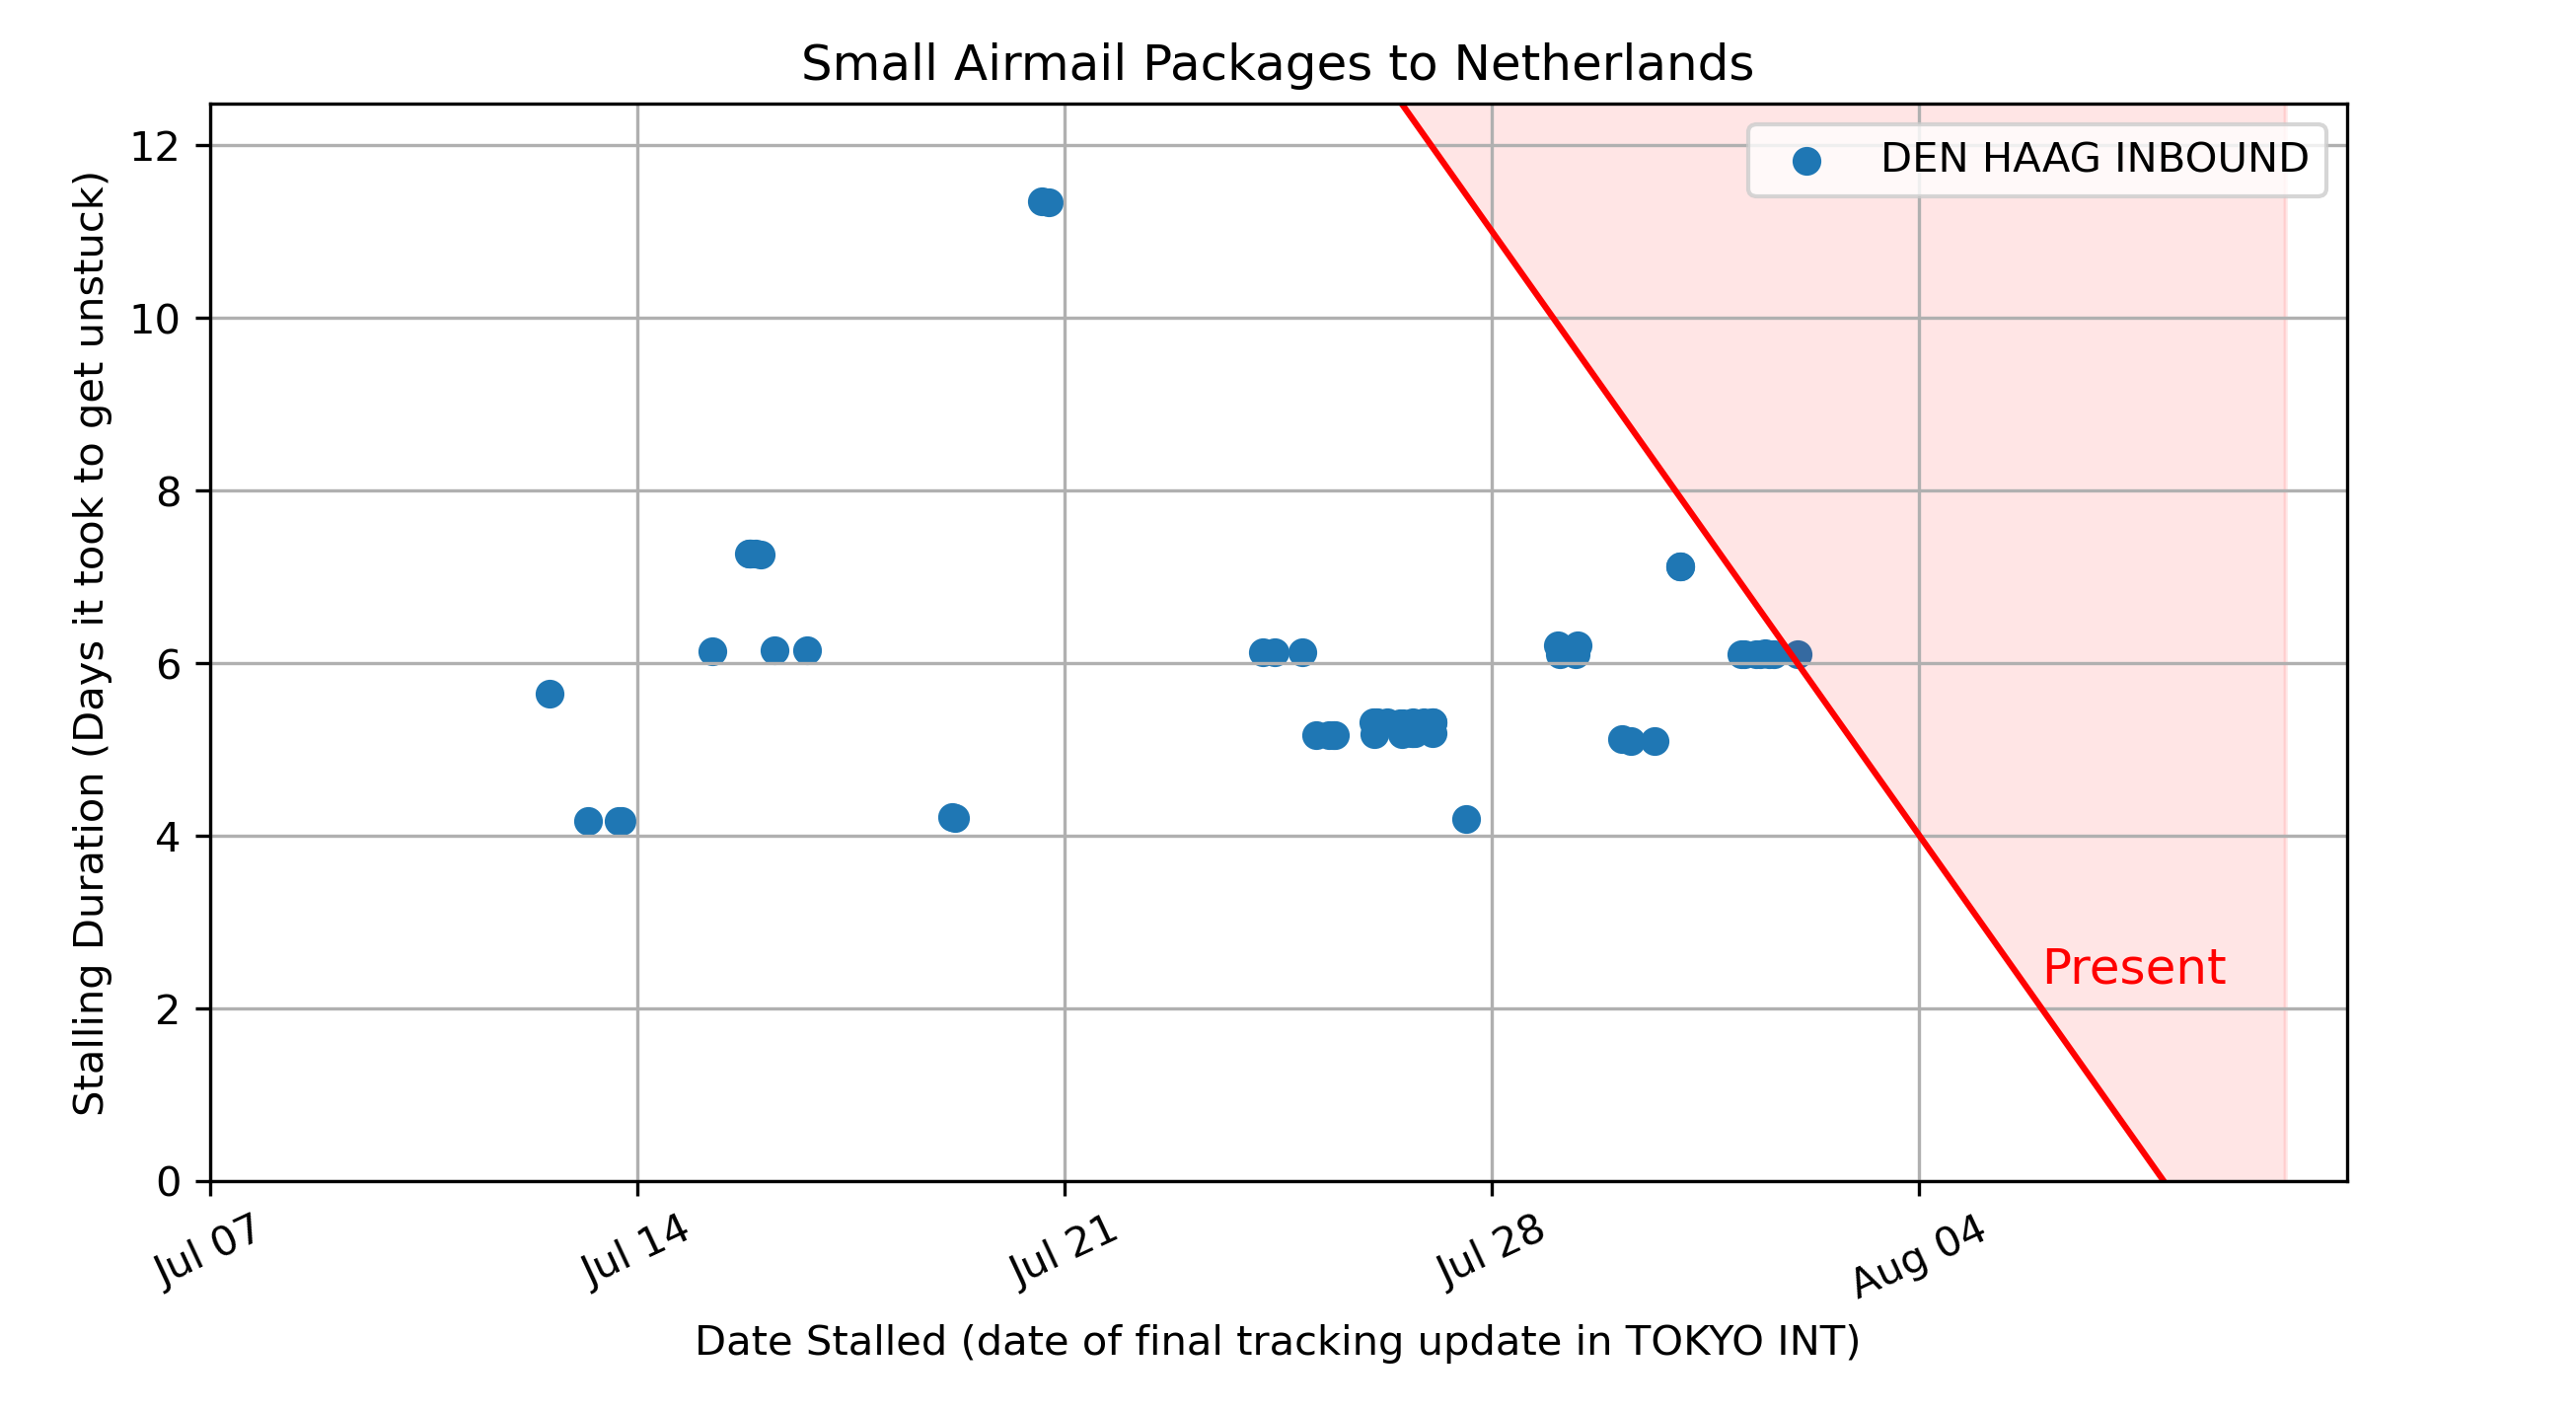 Small Airmail Packages to Netherlands
Stalling Duration (Days it took to get unstuck)
12
10
8
6
4
2
0
DEN HAAG INBOUND
Present
Jul 07
Jul 14
Jul 21
Jul 28
Aug 04
Date Stalled (date of final tracking update in TOKYO INT)